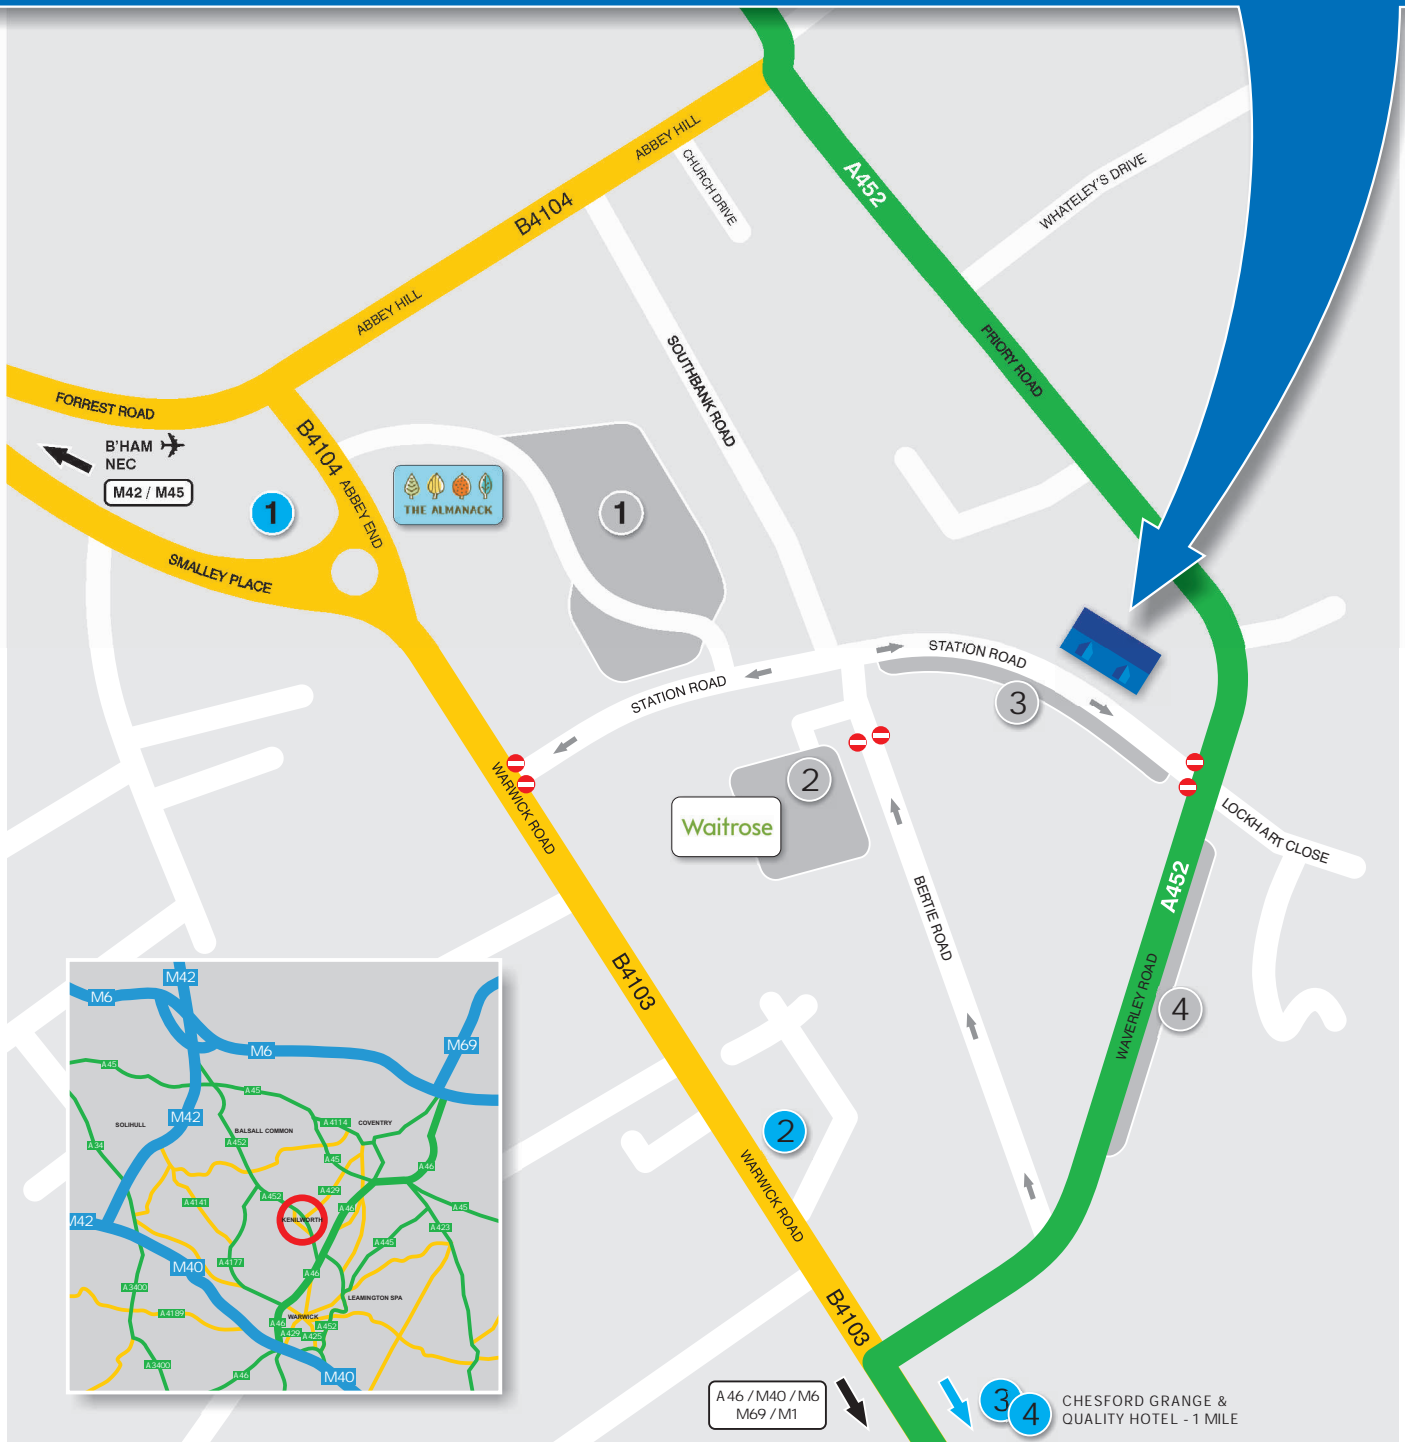 ABBEY HILL
CHURCH DRIVE
A452
WHATELEY'S DRIVE
B4104
ABBEY HILL
SOUTHBANK ROAD
PRIORY ROAD
FORREST ROAD
B'HAM
NEC
M42 / M45
B4104
ABBEY END
THE ALMANACK
1
1
SMALLEY PLACE
STATION ROAD
STATION ROAD
3
2
Waitrose
WARWICK ROAD
LOCKHART CLOSE
A452
BERTIE ROAD
B4103
WAVERLEY ROAD
4
2
WARWICK ROAD
B4103
M42
M6
M6
M69
A45
A45
M42
SOLIHULL
BALSALL COMMON
A4114
COVENTRY
A34
A452
A45
A46
A4141
A452
A429
A46
A45
M42
KENILWORTH
A423
A445
M40
A4177
A46
A3400
LEAMINGTON SPA
A4189
WARWICK
A46
A452
A429
A425
A3400
A46
M40
A46 / M40 / M6
M69 / M1
3
4
CHESFORD GRANGE &
QUALITY HOTEL - 1 MILE